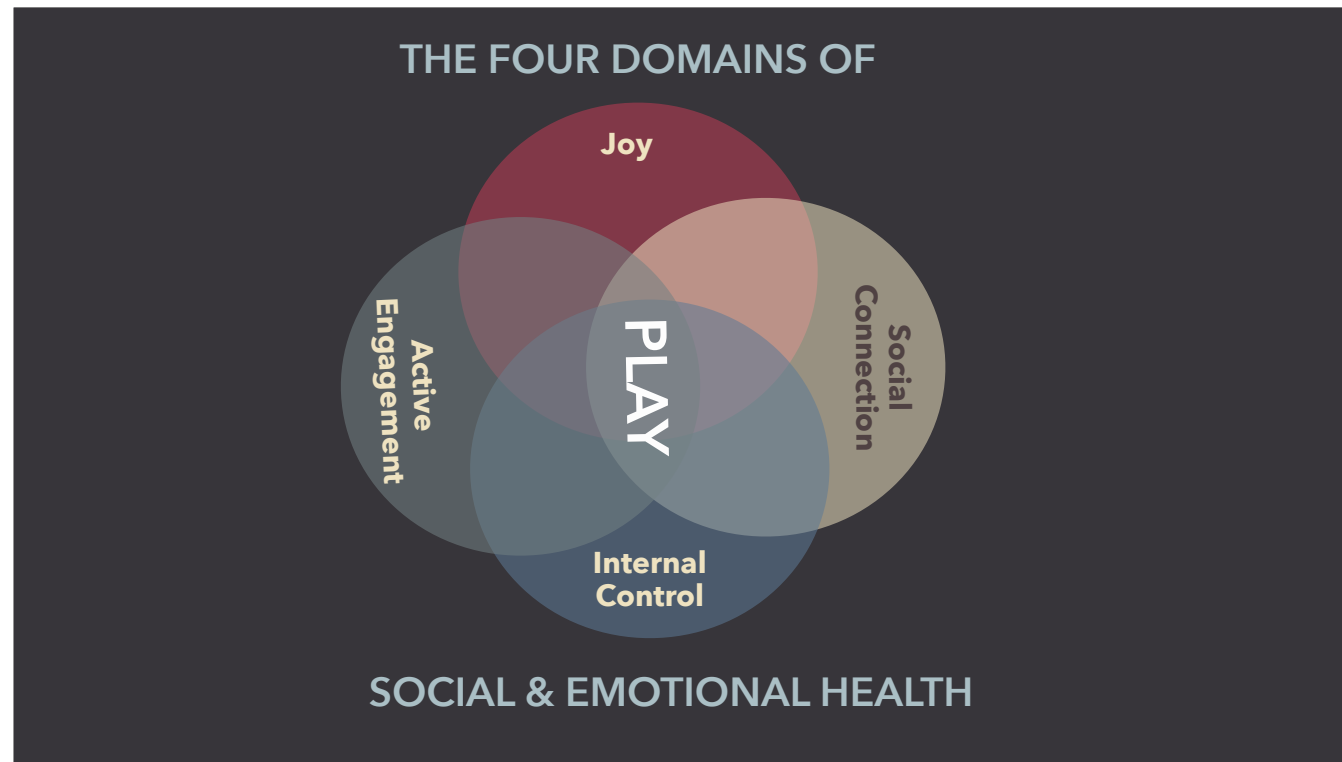 THE FOUR DOMAINS OF
Joy
Active
Engagement
PLAY
Social
Connection
Internal
Control
SOCIAL & EMOTIONAL HEALTH